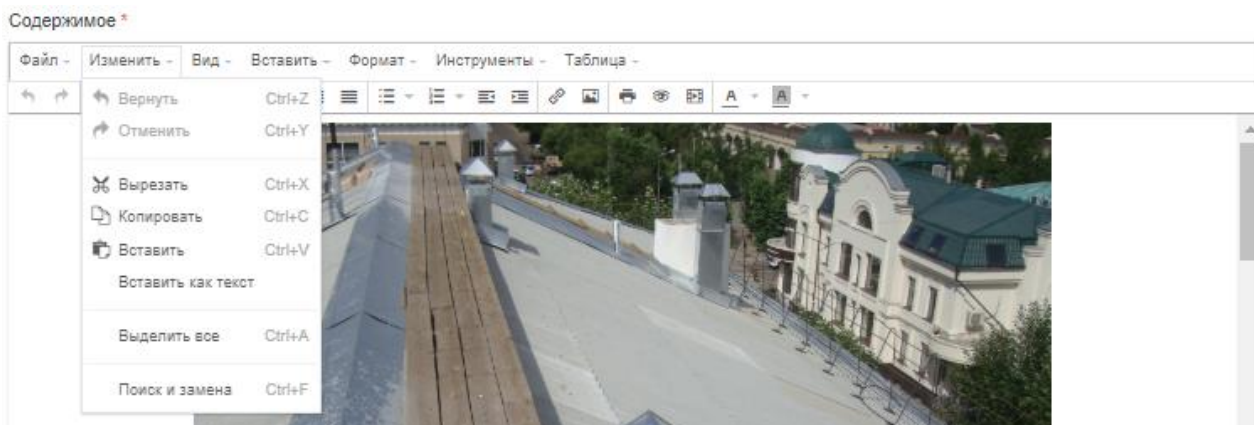 Содержимое *
Файл Изменить Вид Вставить Формат Инструменты Таблица
Вернуть Ctrl+Z
Отменить Ctrl+Y
Вырезать Ctrl+X
Копировать Ctrl+C
Вставить Ctrl+V
Вставить как текст
Выделить все Ctrl+A
Поиск и замена Ctrl+F